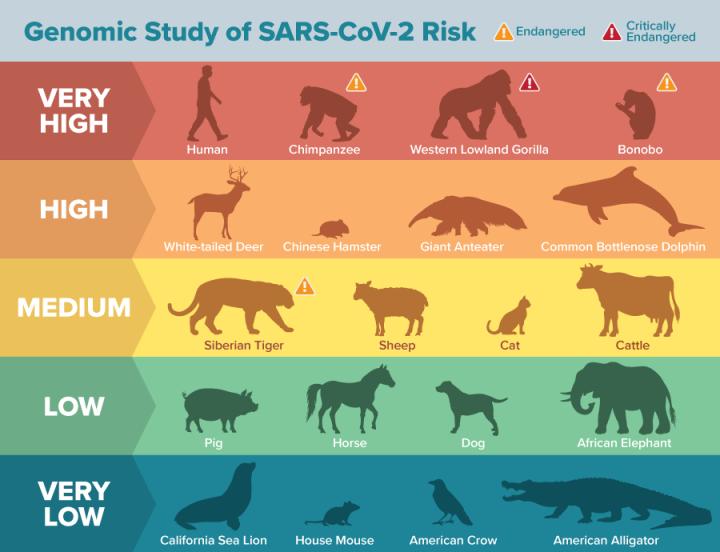 Genomic Study of SARS-CoV-2 Risk
Endangered
Critically
Endangered
VERY
HIGH
Human
Chimpanzee
Western Lowland Gorilla
Bonobo
HIGH
White-tailed Deer
Chinese Hamster
Giant Anteater
Common Bottlenose Dolphin
MEDIUM
Siberian Tiger
Sheep
Cat
Cattle
LOW
Pig
Horse
Dog
African Elephant
VERY
LOW
California Sea Lion
House Mouse
American Crow
American Alligator